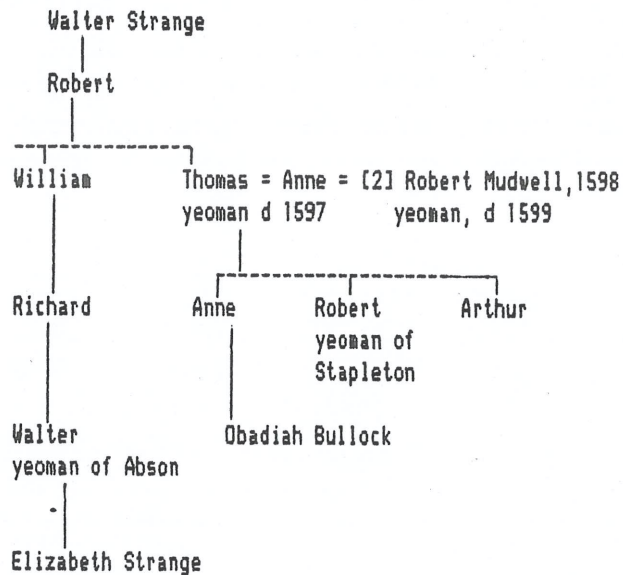 Walter Strange
Robert
William Thomas = Anne = [2] Robert Mudwell,1598
yeoman d 1597 yeoman, d 1599
Richard Anne Robert Arthur
yeoman of
Stapleton
Walter Obadiah Bullock
yeoman of Abson
Elizabeth Strange